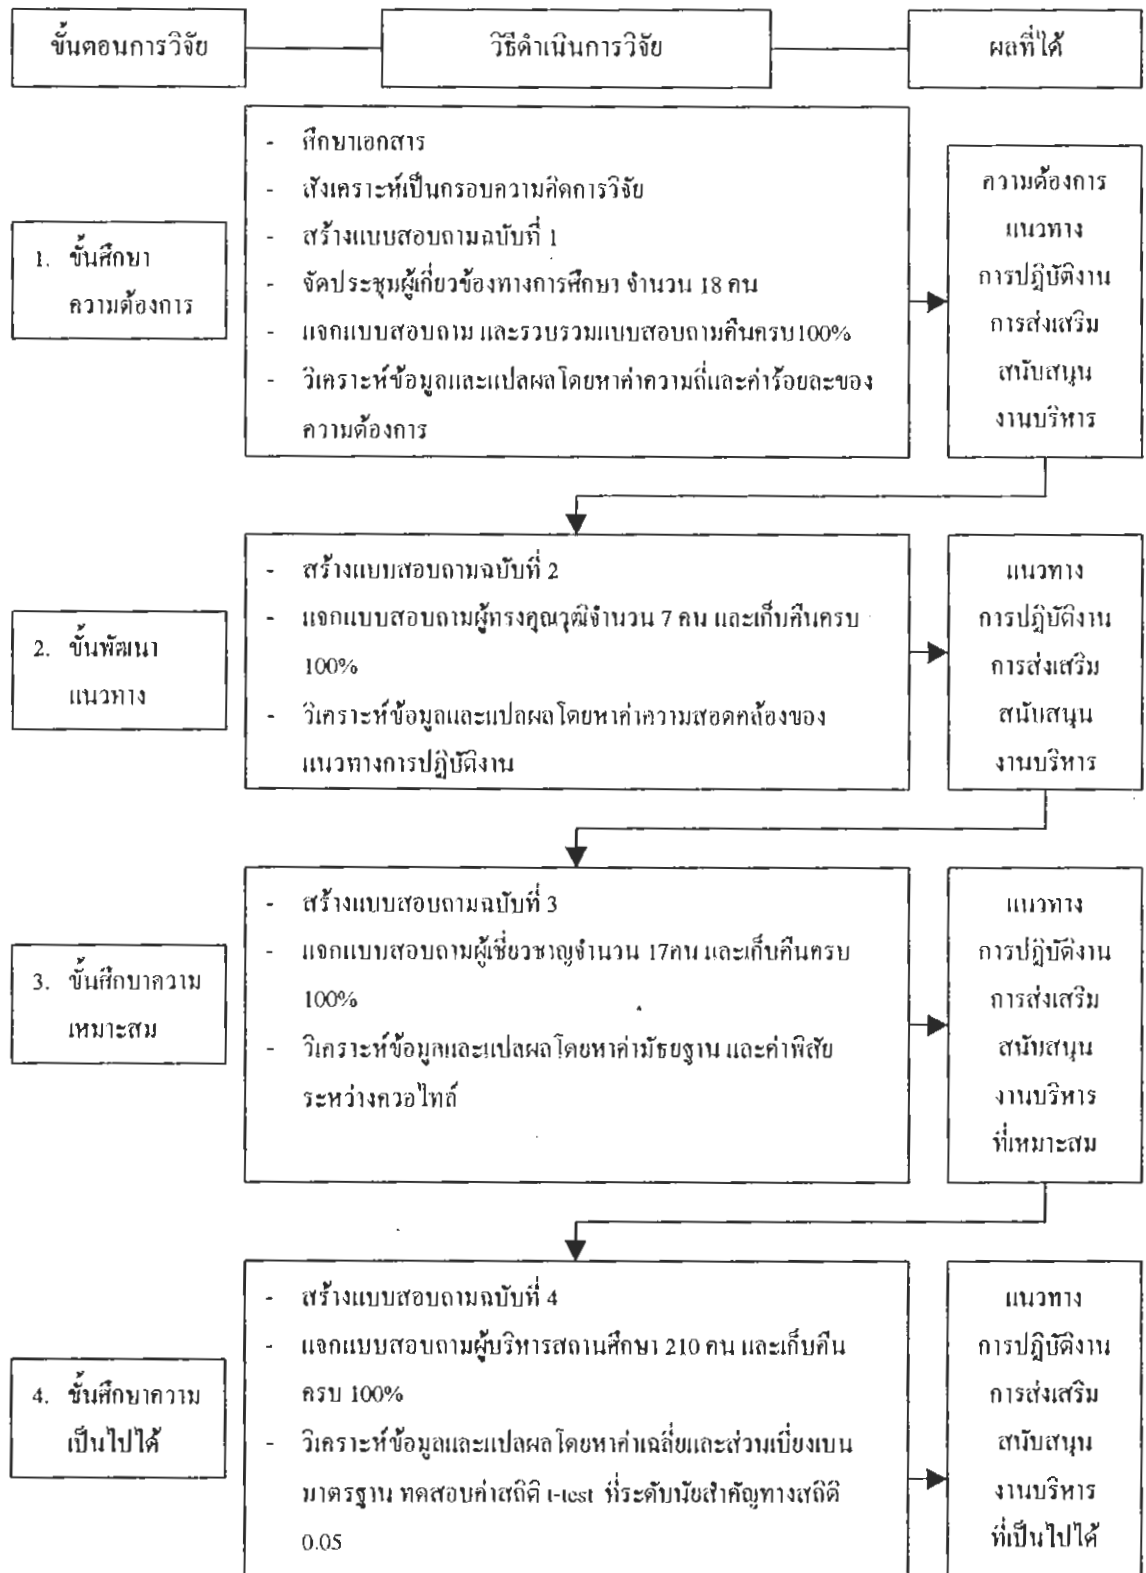 ขั้นตอนการวิจัย
วิธีดำเนินการวิจัย
ผลที่ได้
1. ขั้นศึกษา
ความต้องการ
- ศึกษาเอกสาร
- สังเคราะห์เป็นกรอบความคิดการวิจัย
- สร้างแบบสอบถามฉบับที่ 1
- จัดประชุมผู้เกี่ยวข้องทางการศึกษา จำนวน 18 คน
- แจกแบบสอบถาม และรวบรวมแบบสอบถามคืนครบ100%
- วิเคราะห์ข้อมูลและแปลผลโดยหาค่าความถี่และค่าร้อยละของ
ความต้องการ
ความต้องการ
แนวทาง
การปฏิบัติงาน
การส่งเสริม
สนับสนุน
งานบริหาร
2. ขั้นพัฒนา
แนวทาง
- สร้างแบบสอบถามฉบับที่ 2
- แจกแบบสอบถามผู้ทรงคุณวุฒิจำนวน 7 คน และเก็บคืนครบ
100%
- วิเคราะห์ข้อมูลและแปลผลโดยหาค่าความสอดคล้องของ
แนวทางการปฏิบัติงาน
แนวทาง
การปฏิบัติงาน
การส่งเสริม
สนับสนุน
งานบริหาร
3. ขั้นศึกษาความ
เหมาะสม
- สร้างแบบสอบถามฉบับที่ 3
- แจกแบบสอบถามผู้เชี่ยวชาญจำนวน 17คน และเก็บคืนครบ
100%
- วิเคราะห์ข้อมูลและแปลผลโดยหาค่ามัธยฐาน และค่าพิสัย
ระหว่างควอไทล์
แนวทาง
การปฏิบัติงาน
การส่งเสริม
สนับสนุน
งานบริหาร
ที่เหมาะสม
4. ขั้นศึกษาความ
เป็นไปได้
- สร้างแบบสอบถามฉบับที่ 4
- แจกแบบสอบถามผู้บริหารสถานศึกษา 210 คน และเก็บคืน
ครบ 100%
- วิเคราะห์ข้อมูลและแปลผลโดยหาค่าเฉลี่ยและส่วนเบี่ยงเบน
มาตรฐาน ทดสอบค่าสถิติ t-test ที่ระดับนัยสำคัญทางสถิติ
0.05
แนวทาง
การปฏิบัติงาน
การส่งเสริม
สนับสนุน
งานบริหาร
ที่เป็นไปได้